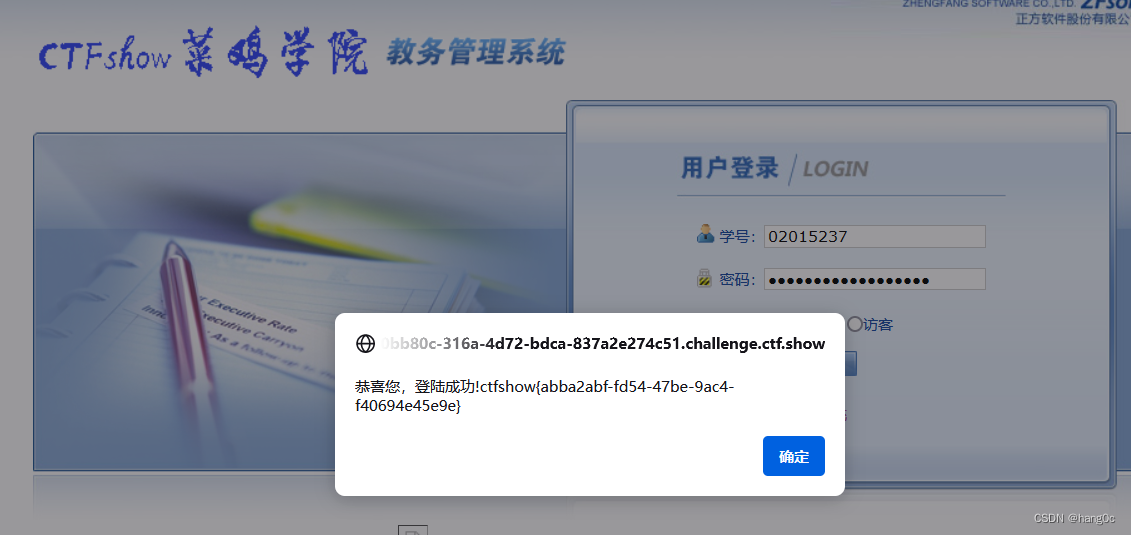 ZHENGFANG SOFTWARE CO.,LTD.
正方软件股份有限公
CTFshow 菜鸡学院 教务管理系统
用户登录 / LOGIN
学号: 02015237
密码: ●●●●●●●●●●●●●●●●●●
访客
Executive Rate
Executive Carryon
As a follow-up to
0bb80c-316a-4d72-bdca-837a2e274c51.challenge.ctf.show
恭喜您，登陆成功!ctfshow{abba2abf-fd54-47be-9ac4-
f40694e45e9e}
确定
CSDN @hang0c